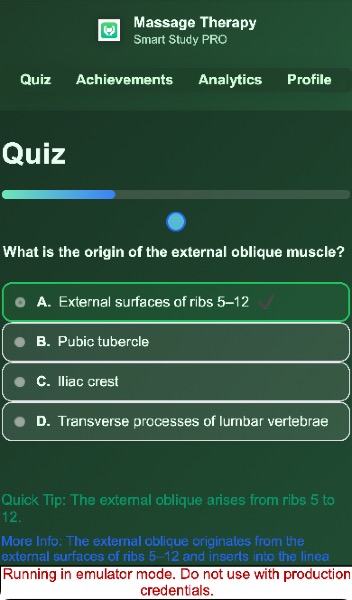 Massage Therapy
Smart Study PRO
Quiz Achievements Analytics Profile
Quiz
What is the origin of the external oblique muscle?
A. External surfaces of ribs 5–12
B. Pubic tubercle
C. Iliac crest
D. Transverse processes of lumbar vertebrae
Quick Tip: The external oblique arises from ribs 5 to
12.
More Info: The external oblique originates from the
external surfaces of ribs 5–12 and inserts into the linea
Running in emulator mode. Do not use with production
credentials.